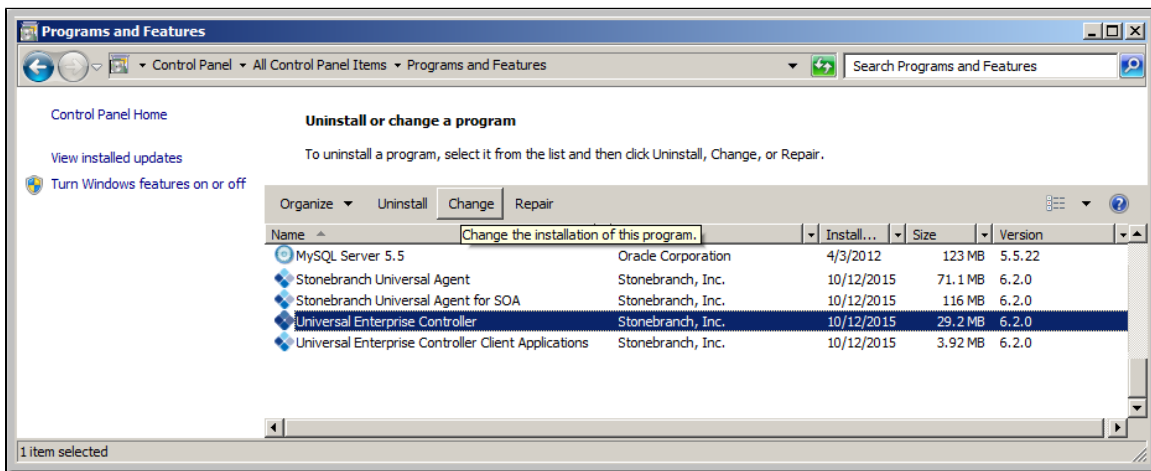 Programs and Features
Control Panel All Control Panel Items Programs and Features Search Programs and Features
Control Panel Home
Uninstall or change a program
View installed updates
To uninstall a program, select it from the list and then click Uninstall, Change, or Repair.
Turn Windows features on or off
Organize Uninstall Change Repair
Name Install... Size Version
Change the installation of this program.
MySQL Server 5.5 Oracle Corporation 4/3/2012 123 MB 5.5.22
Stonebranch Universal Agent Stonebranch, Inc. 10/12/2015 71.1 MB 6.2.0
Stonebranch Universal Agent for SOA Stonebranch, Inc. 10/12/2015 116 MB 6.2.0
Universal Enterprise Controller Stonebranch, Inc. 10/12/2015 29.2 MB 6.2.0
Universal Enterprise Controller Client Applications Stonebranch, Inc. 10/12/2015 3.92 MB 6.2.0
1 item selected